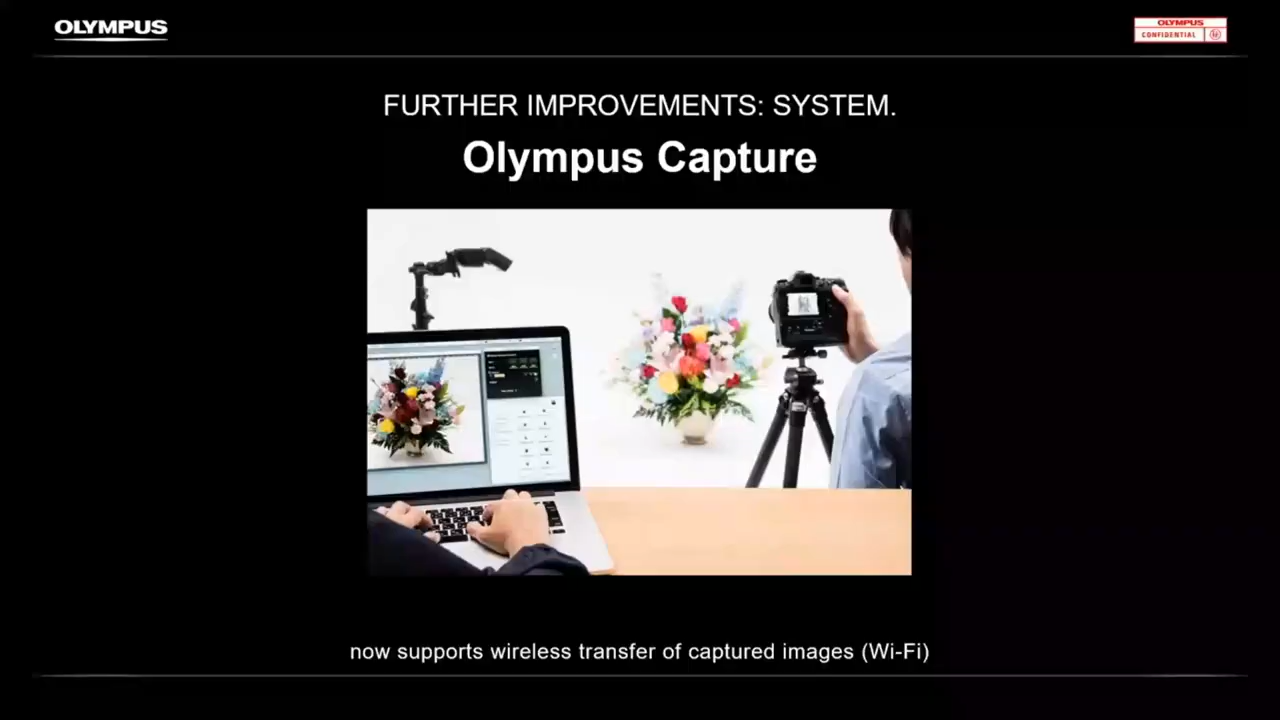 OLYMPUS
OLYMPUS
CONFIDENTIAL
FURTHER IMPROVEMENTS: SYSTEM.
Olympus Capture
now supports wireless transfer of captured images (Wi-Fi)